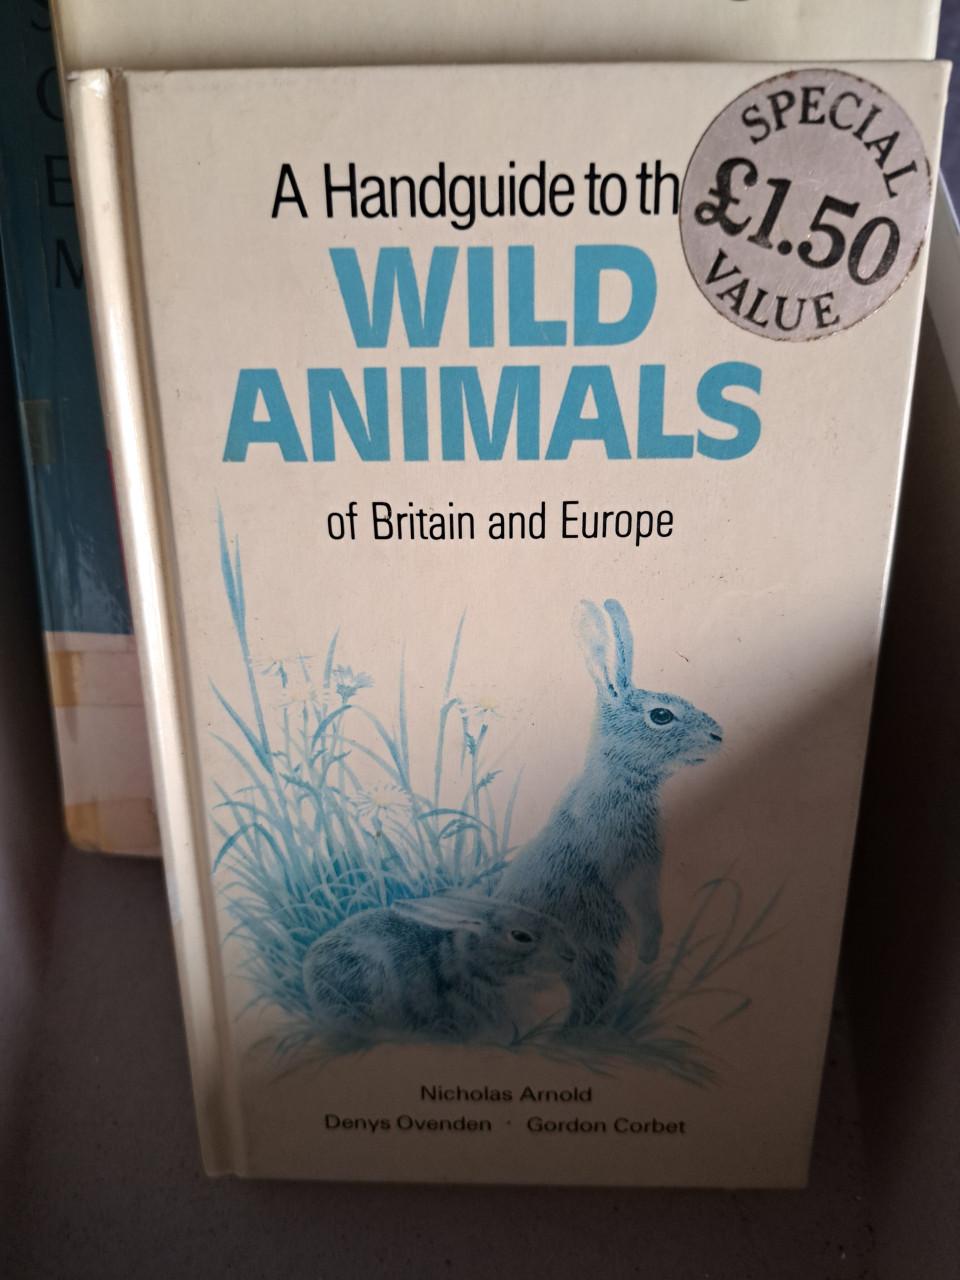 A Handguide to th
WILD
ANIMALS
of Britain and Europe
SPECIAL
£1.50
VALUE
Nicholas Arnold
Denys Ovenden · Gordon Corbet